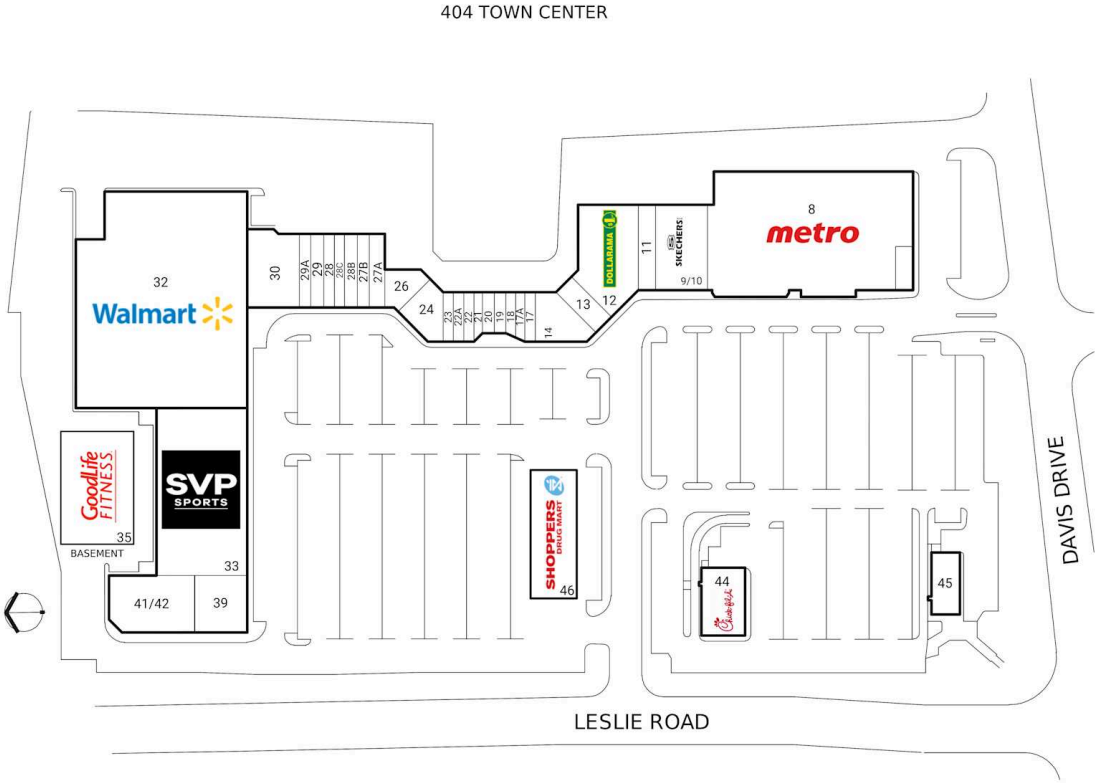 404 TOWN CENTER
8
metro
DOLLARAMA
11
SKECHERS
9/10
32
Walmart
30
29A
29
28
28C
28B
27B
27A
26
24
23
22A
22
21
20
19
18
17A
17
14
13
12
GoodLife
FITNESS
35
BASEMENT
SVP
SPORTS
33
41/42
39
SHOPPERS
DRUG MART
46
44
Chick-fil-A
45
DAVIS DRIVE
LESLIE ROAD